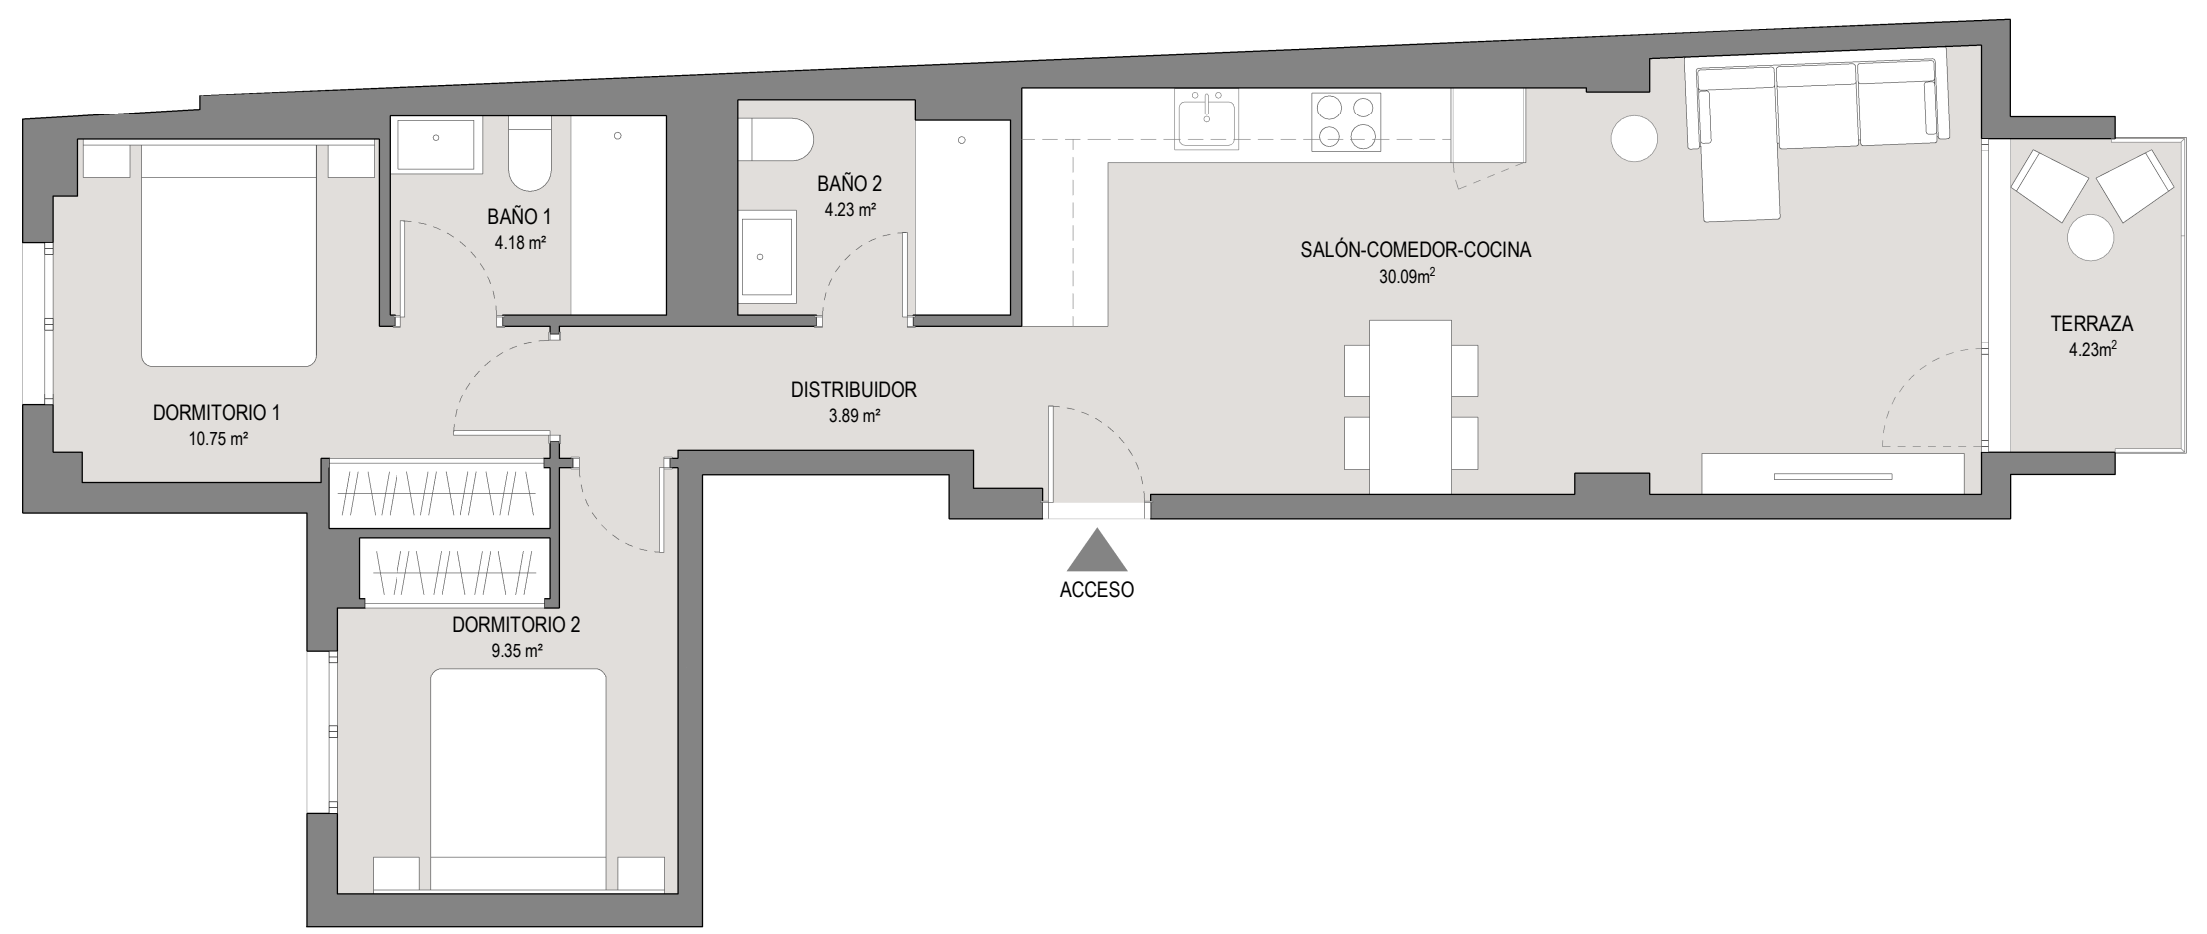 BAÑO 1
4.18 m²
BAÑO 2
4.23 m²
SALÓN-COMEDOR-COCINA
30.09m²
TERRAZA
4.23m²
DISTRIBUIDOR
3.89 m²
DORMITORIO 1
10.75 m²
ACCESO
DORMITORIO 2
9.35 m²